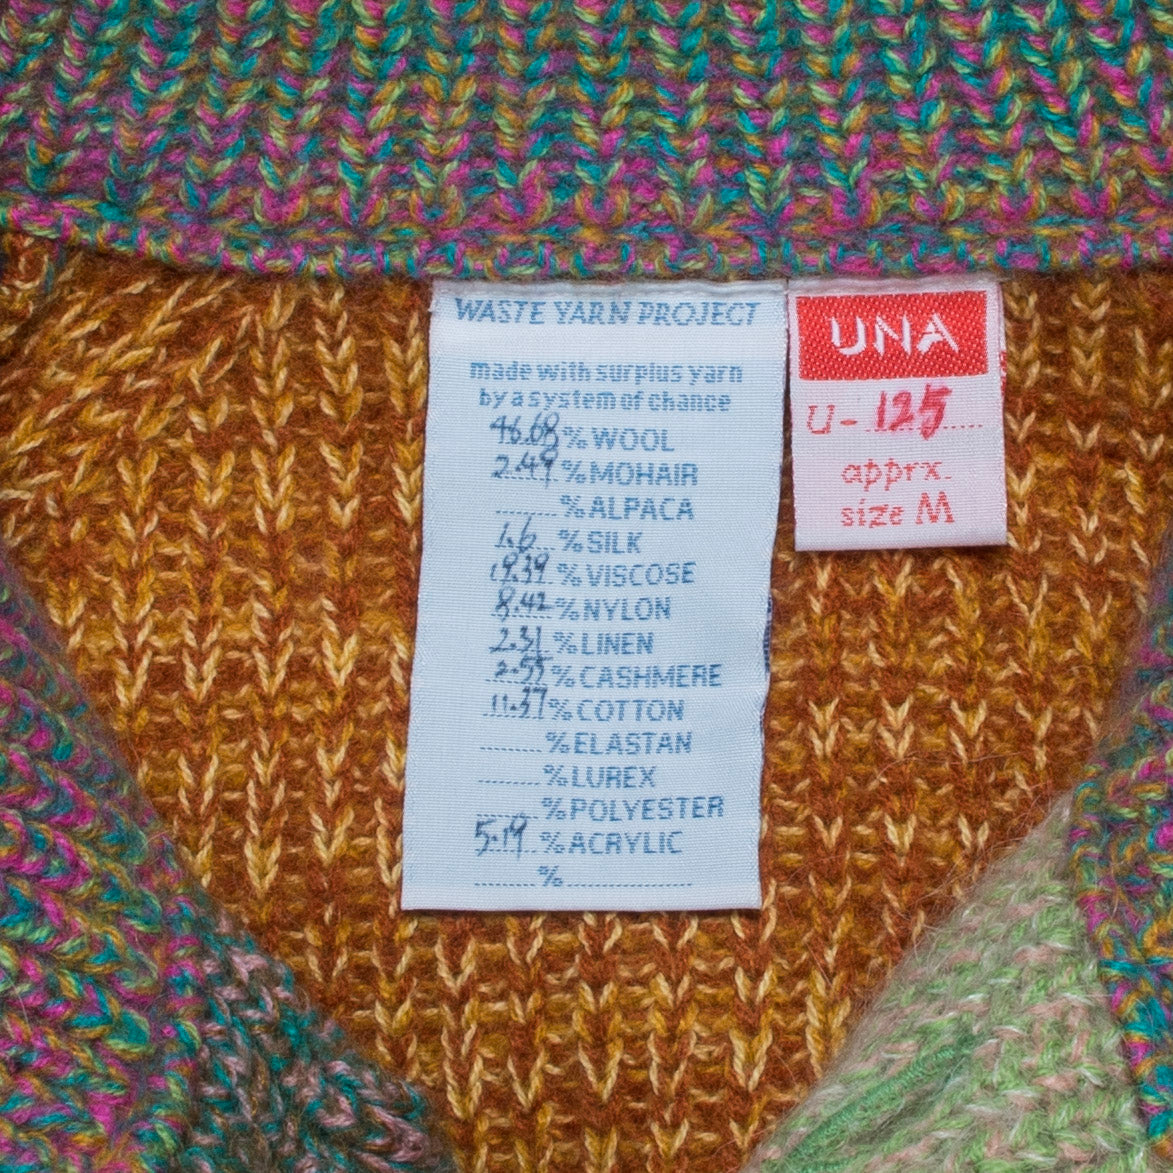 WASTE YARN PROJECT
made with surplus yarn
by a system of chance
46.68% WOOL
2.49% MOHAIR
% ALPACA
1.6% SILK
19.39% VISCOSE
8.42% NYLON
2.31% LINEN
2.55% CASHMERE
11.37% COTTON
% ELASTAN
% LUREX
% POLYESTER
5.19% ACRYLIC
%
UNA
U-125
apprx.
size M